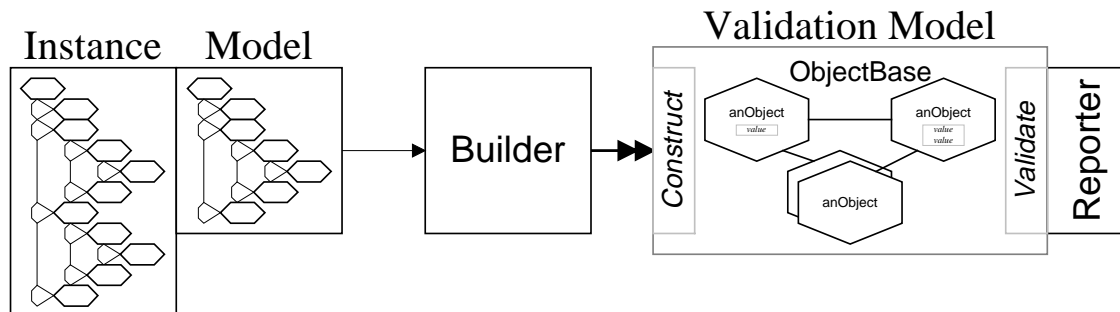 Instance
Model
Validation Model
ObjectBase
Construct
anObject
value
anObject
value
value
anObject
Validate
Reporter
Builder